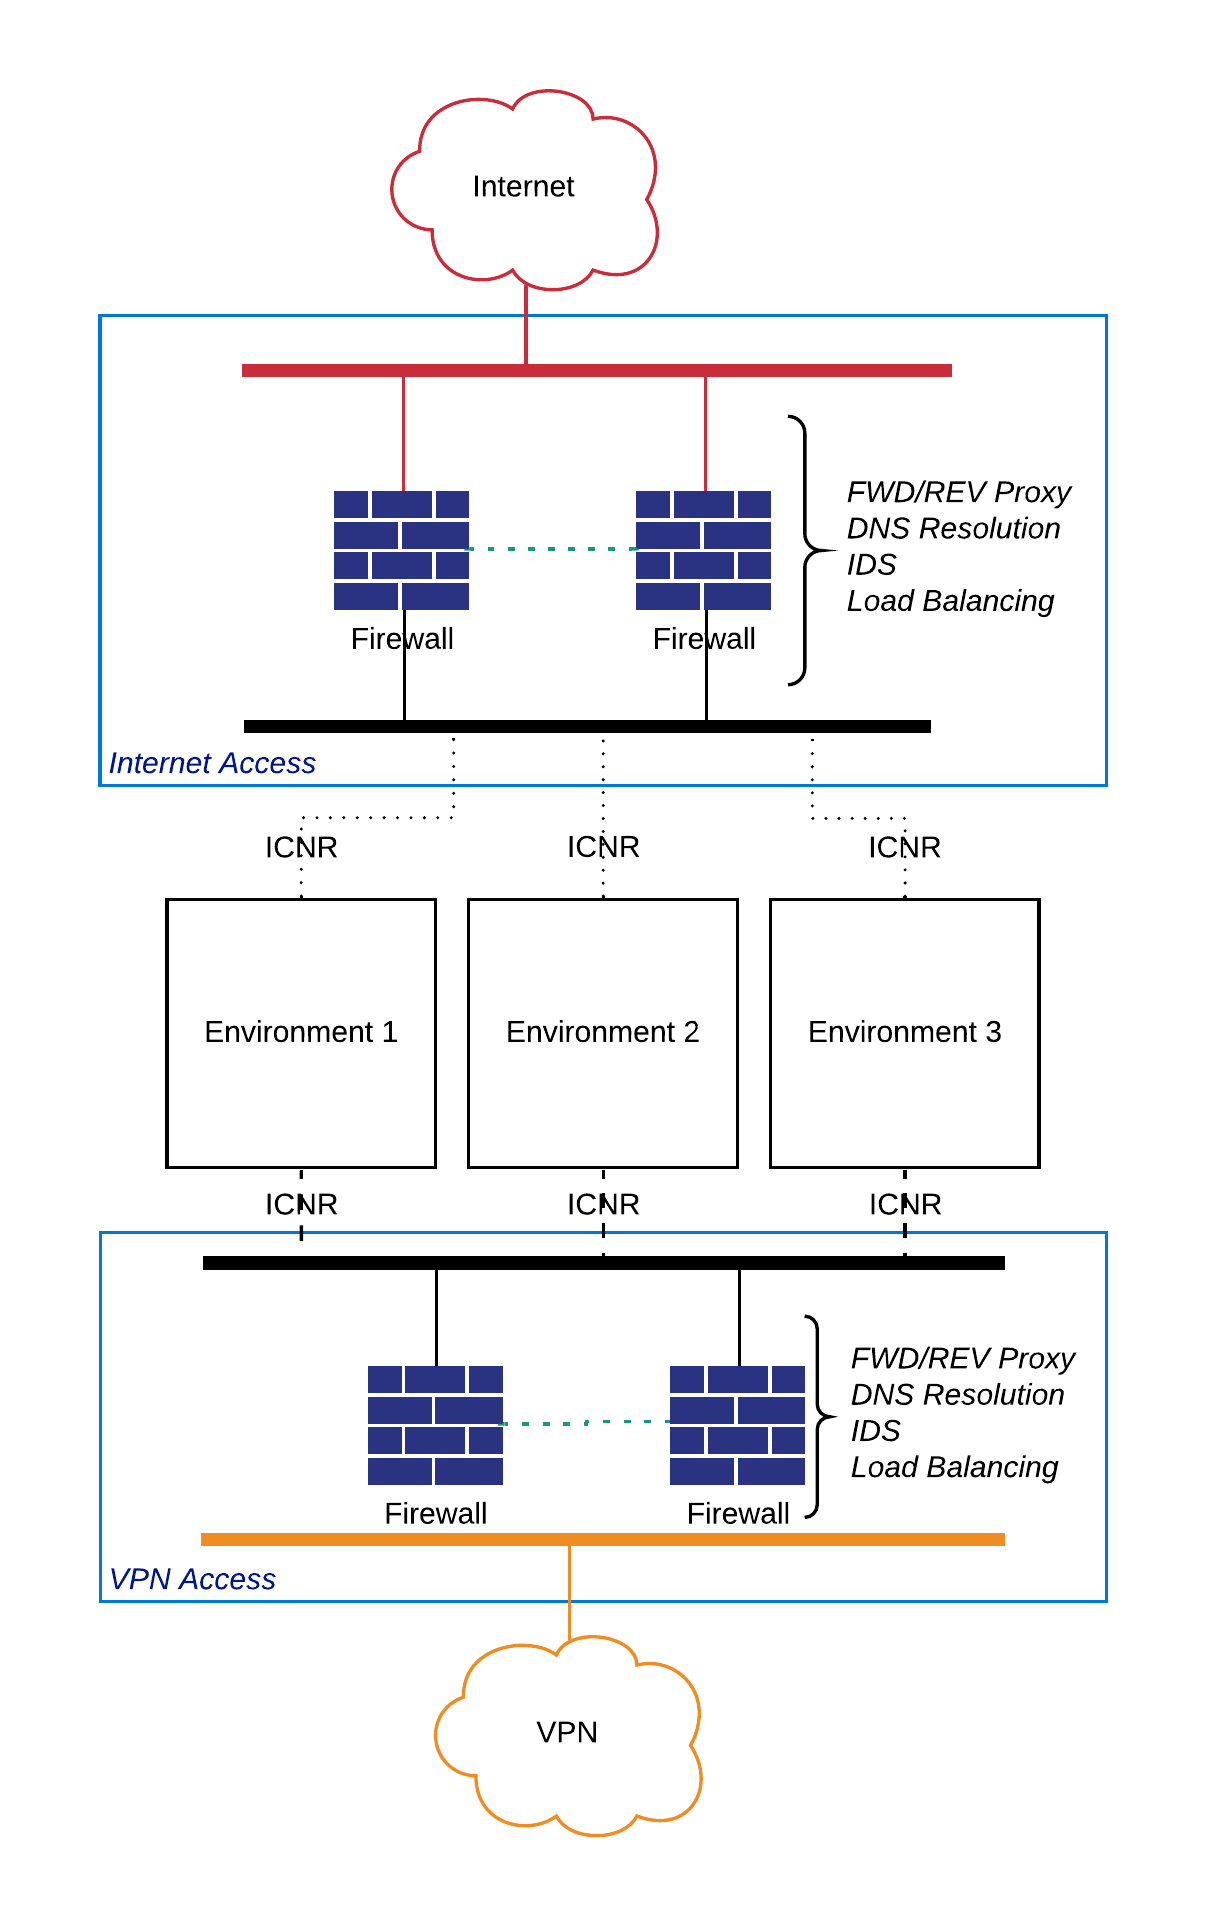 Internet
FWD/REV Proxy
DNS Resolution
IDS
Load Balancing
Firewall
Firewall
Internet Access
ICNR
ICNR
ICNR
Environment 1
Environment 2
Environment 3
ICNR
ICNR
ICNR
FWD/REV Proxy
DNS Resolution
IDS
Load Balancing
Firewall
Firewall
VPN Access
VPN